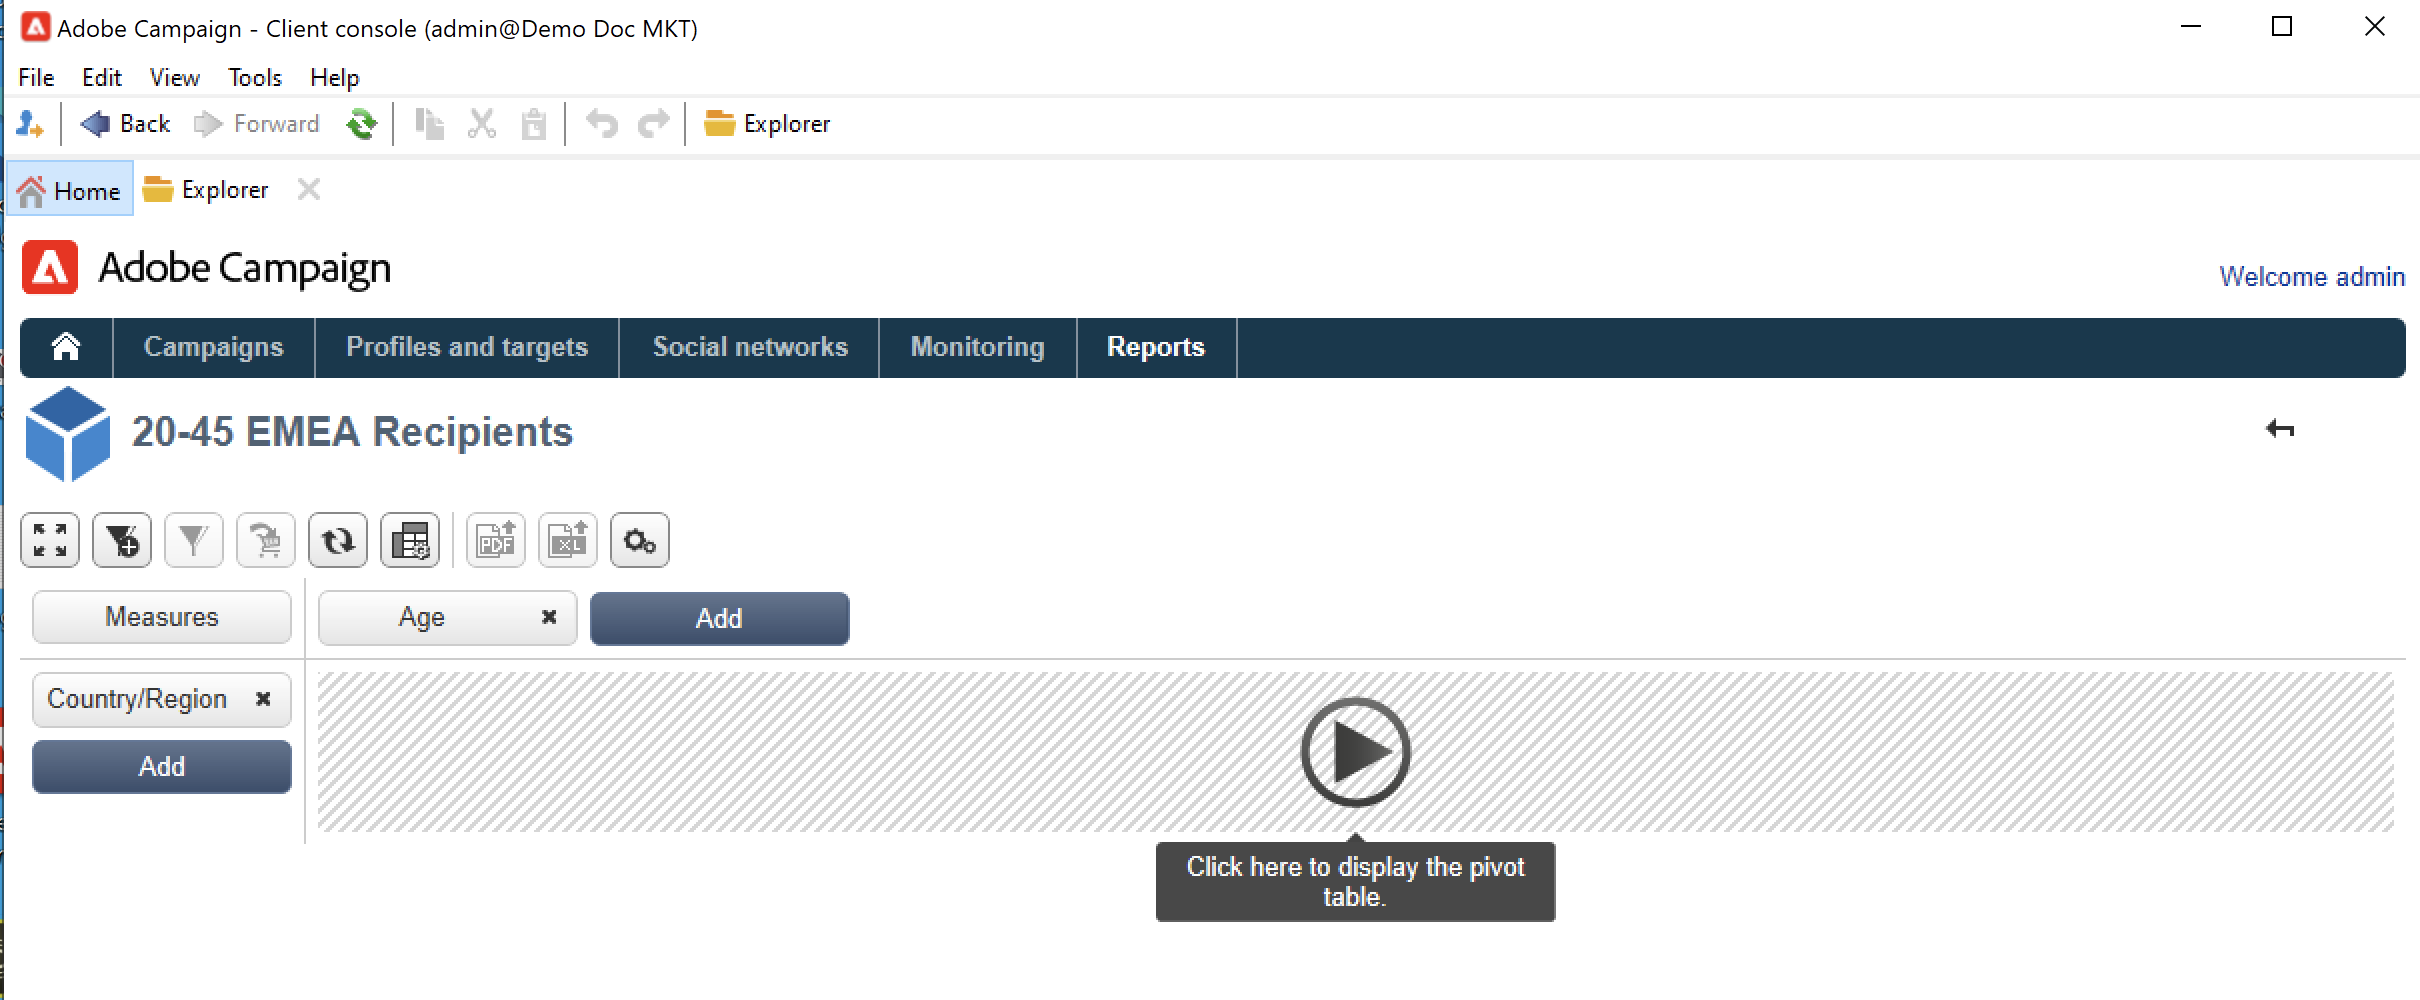 Adobe Campaign - Client console (admin@Demo Doc MKT)
File Edit View Tools Help
Back Forward Explorer
Home Explorer
Adobe Campaign
Welcome admin
Campaigns Profiles and targets Social networks Monitoring Reports
20-45 EMEA Recipients
PDF XL
Measures Age Add
Country/Region
Add
Click here to display the pivot
table.